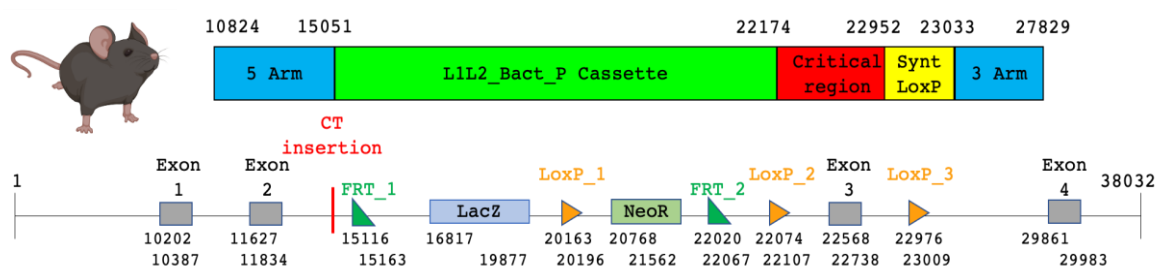 10824 15051 22174 22952 23033 27829
5 Arm L1L2_Bact_P Cassette Critical region Synt LoxP 3 Arm
CT
insertion
Exon Exon LoxP_1 LoxP_2 Exon LoxP_3 Exon
1 1 2 FRT_1 FRT_2 3 4 38032
LacZ NeoR
10202 11627 15116 16817 20163 20768 22020 22074 22568 22976 29861
10387 11834 15163 19877 20196 21562 22067 22107 22738 23009 29983